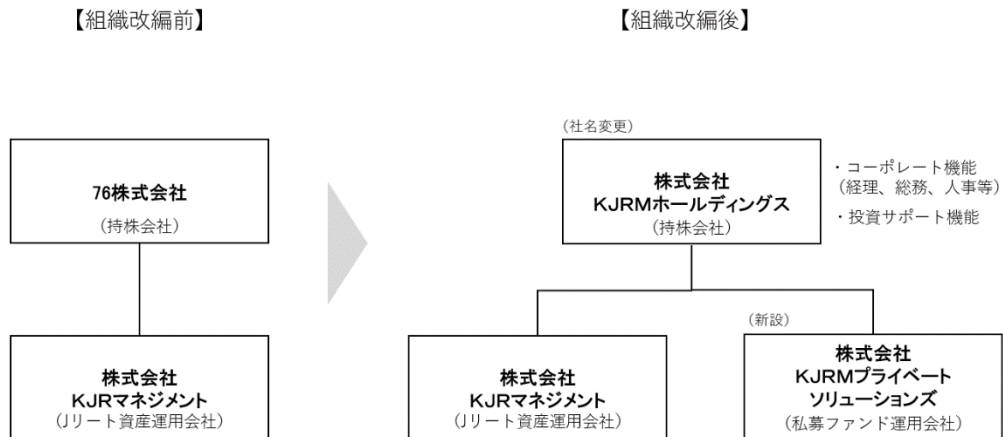 【組織改編前】
【組織改編後】
76株式会社
(持株会社)
株式会社
KJRマネジメント
(Jリート資産運用会社)
(社名変更)
株式会社
KJRMホールディングス
(持株会社)
・コーポレート機能
(経理、総務、人事等)
・投資サポート機能
株式会社
KJRマネジメント
(Jリート資産運用会社)
(新設)
株式会社
KJRMプライベート
ソリューションズ
(私募ファンド運用会社)